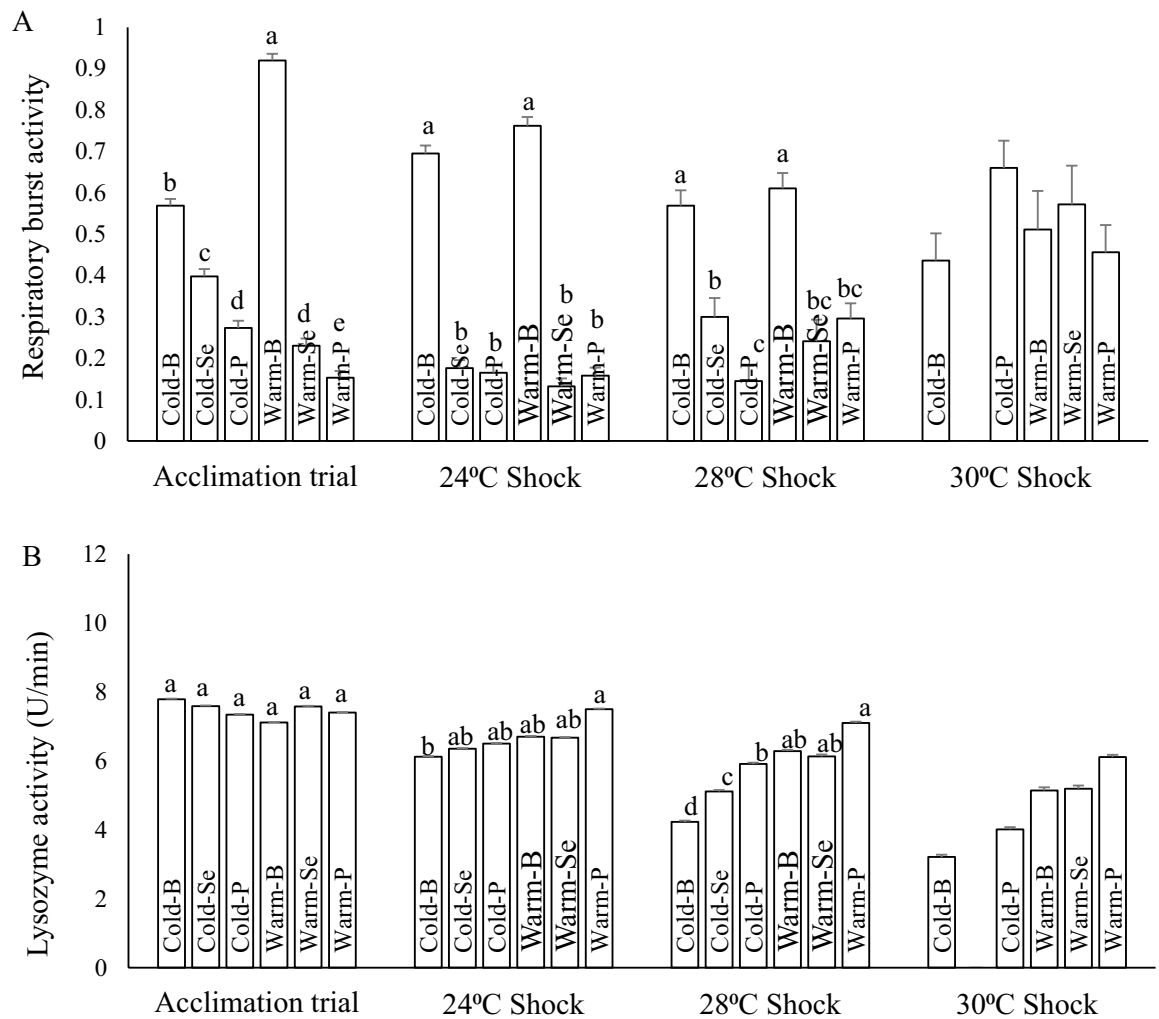 A
Respiratory burst activity
1
0.9
0.8
0.7
0.6
0.5
0.4
0.3
0.2
0.1
0
b
c
d
a
d
e
a
b
b
a
b
b
a
b
c
a
bc
bc
Cold-B
Cold-Se
Cold-P
Warm-B
Warm-Se
Warm-P
Cold-B
Cold-Se
Cold-P
Warm-B
Warm-Se
Warm-P
Cold-B
Cold-Se
Cold-P
Warm-B
Warm-Se
Warm-P
Cold-B
Cold-P
Warm-B
Warm-Se
Warm-P
Acclimation trial
24ºC Shock
28ºC Shock
30ºC Shock
B
Lysozyme activity (U/min)
12
10
8
6
4
2
0
a
a
a
a
a
a
b
ab
ab
ab
ab
a
d
c
b
ab
ab
a
Cold-B
Cold-Se
Cold-P
Warm-B
Warm-Se
Warm-P
Cold-B
Cold-Se
Cold-P
Warm-B
Warm-Se
Warm-P
Cold-B
Cold-Se
Cold-P
Warm-B
Warm-Se
Warm-P
Cold-B
Cold-P
Warm-B
Warm-Se
Warm-P
Acclimation trial
24ºC Shock
28ºC Shock
30ºC Shock